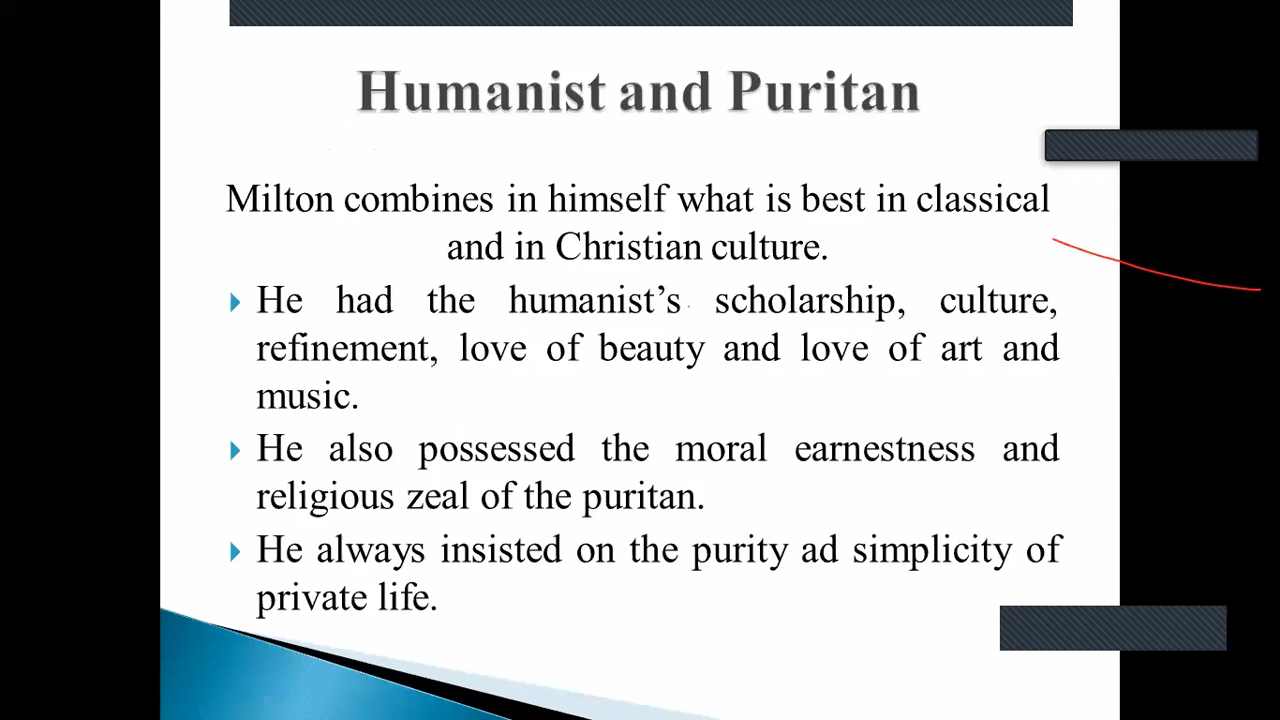 Humanist and Puritan
Milton combines in himself what is best in classical
and in Christian culture.
He had the humanist’s scholarship, culture,
refinement, love of beauty and love of art and
music.
He also possessed the moral earnestness and
religious zeal of the puritan.
He always insisted on the purity ad simplicity of
private life.